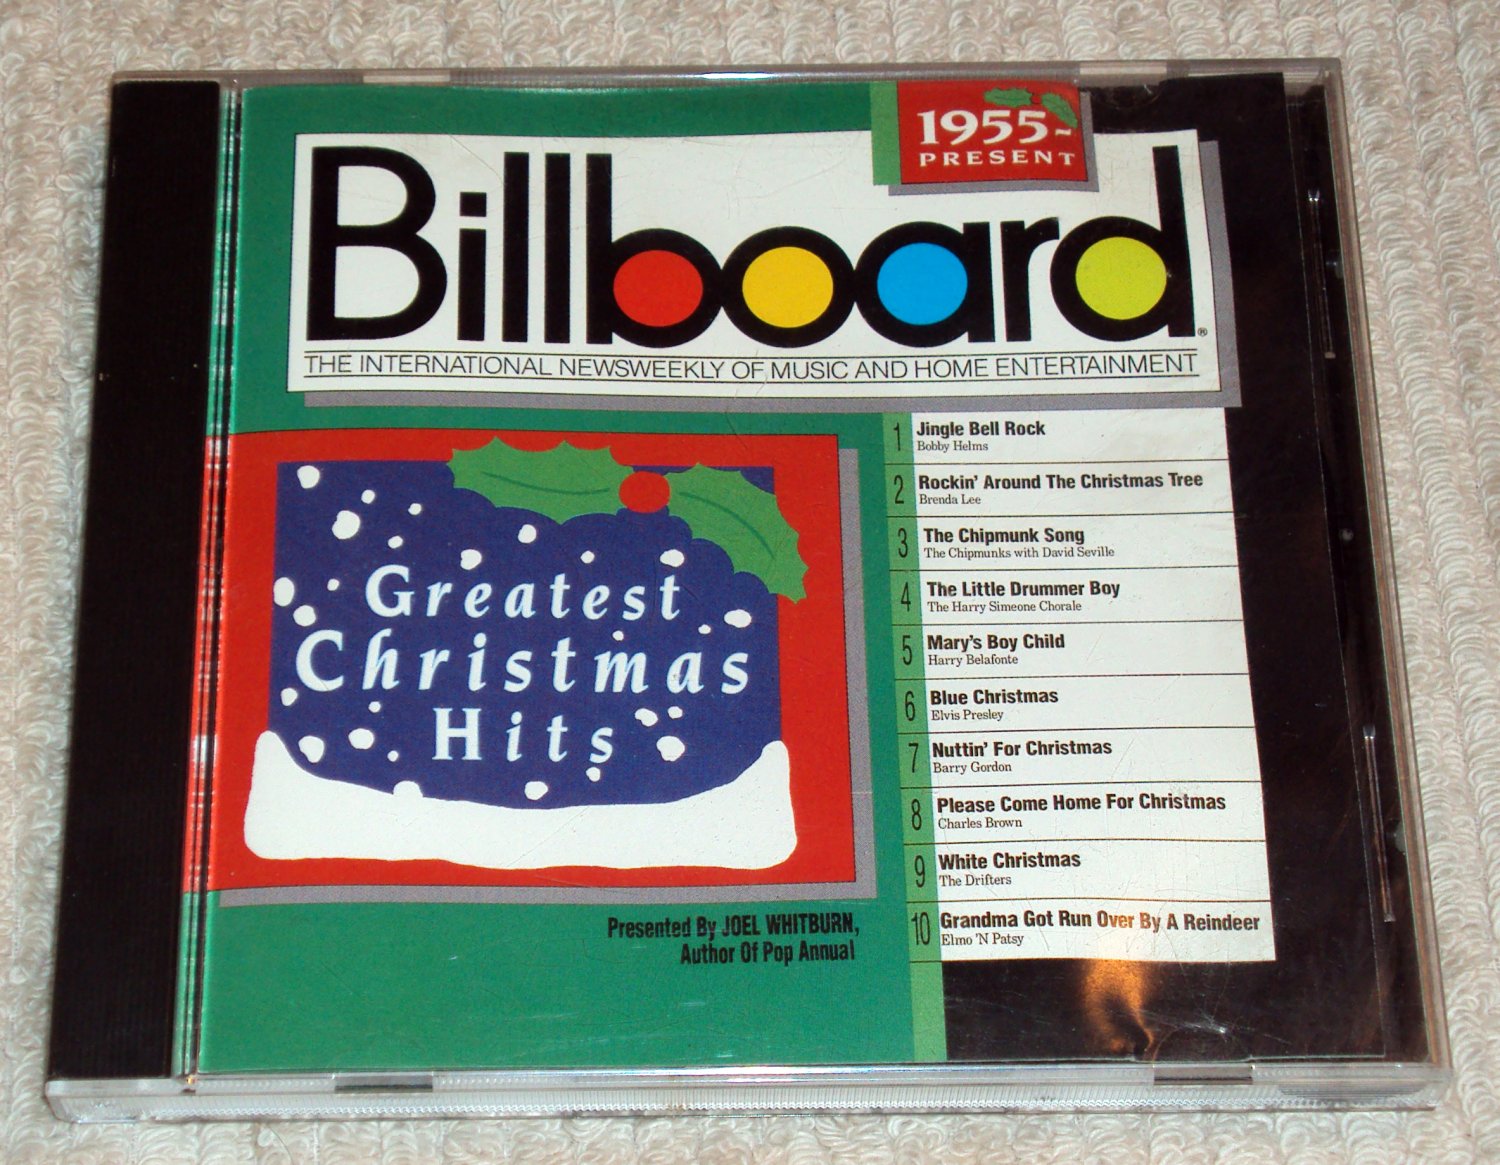 1955-
PRESENT
Billboard®
THE INTERNATIONAL NEWSWEEKLY OF MUSIC AND HOME ENTERTAINMENT
Greatest
Christmas
Hits
1 Jingle Bell Rock
Bobby Helms
2 Rockin' Around The Christmas Tree
Brenda Lee
3 The Chipmunk Song
The Chipmunks with David Seville
4 The Little Drummer Boy
The Harry Simeone Chorale
5 Mary's Boy Child
Harry Belafonte
6 Blue Christmas
Elvis Presley
7 Nuttin' For Christmas
Barry Gordon
8 Please Come Home For Christmas
Charles Brown
9 White Christmas
The Drifters
10 Grandma Got Run Over By A Reindeer
Elmo 'N Patsy
Presented By JOEL WHITBURN,
Author Of Pop Annual